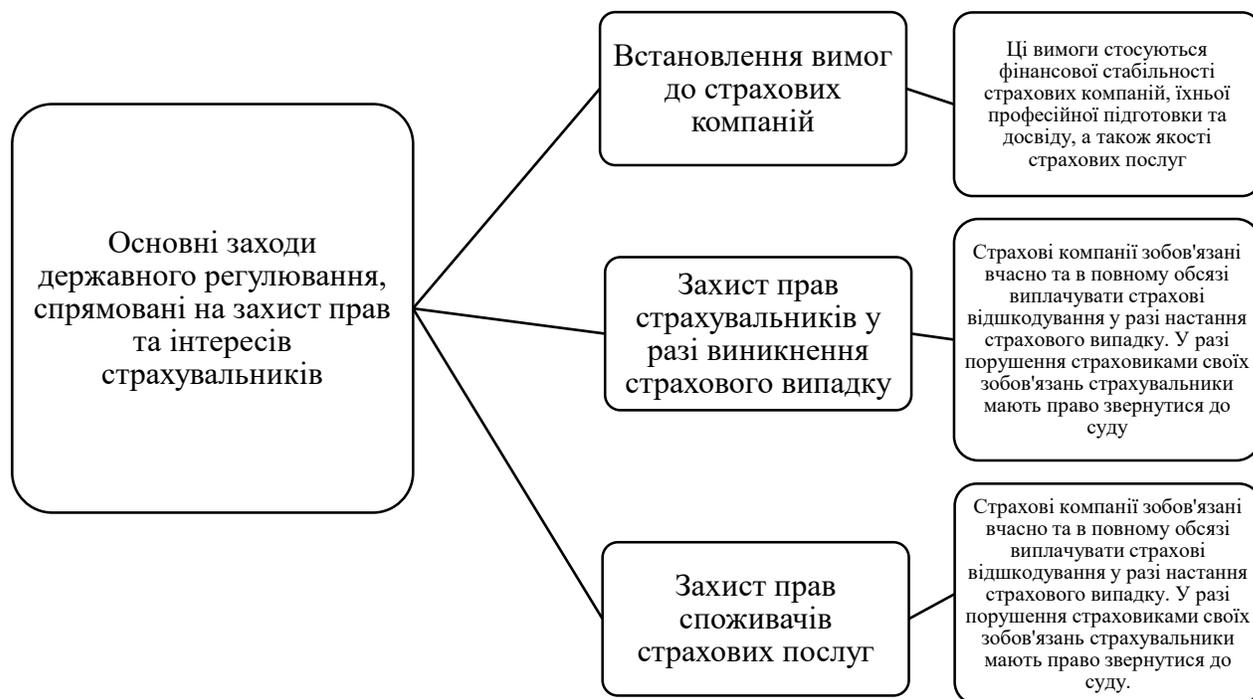 Основні заходи
державного регулювання,
спрямовані на захист прав
та інтересів
страхувальників
Встановлення вимог
до страхових
компаній
Ці вимоги стосуються
фінансової стабільності
страхових компаній, їхньої
професійної підготовки та
досвіду, а також якості
страхових послуг
Захист прав
страхувальників у
разі виникнення
страхового випадку
Страхові компанії зобов'язані
вчасно та в повному обсязі
виплачувати страхові
відшкодування у разі настання
страхового випадку. У разі
порушення страховиками своїх
зобов'язань страхувальники
мають право звернутися до
суду
Захист прав
споживачів
страхових послуг
Страхові компанії зобов'язані
вчасно та в повному обсязі
виплачувати страхові
відшкодування у разі настання
страхового випадку. У разі
порушення страховиками своїх
зобов'язань страхувальники
мають право звернутися до
суду.